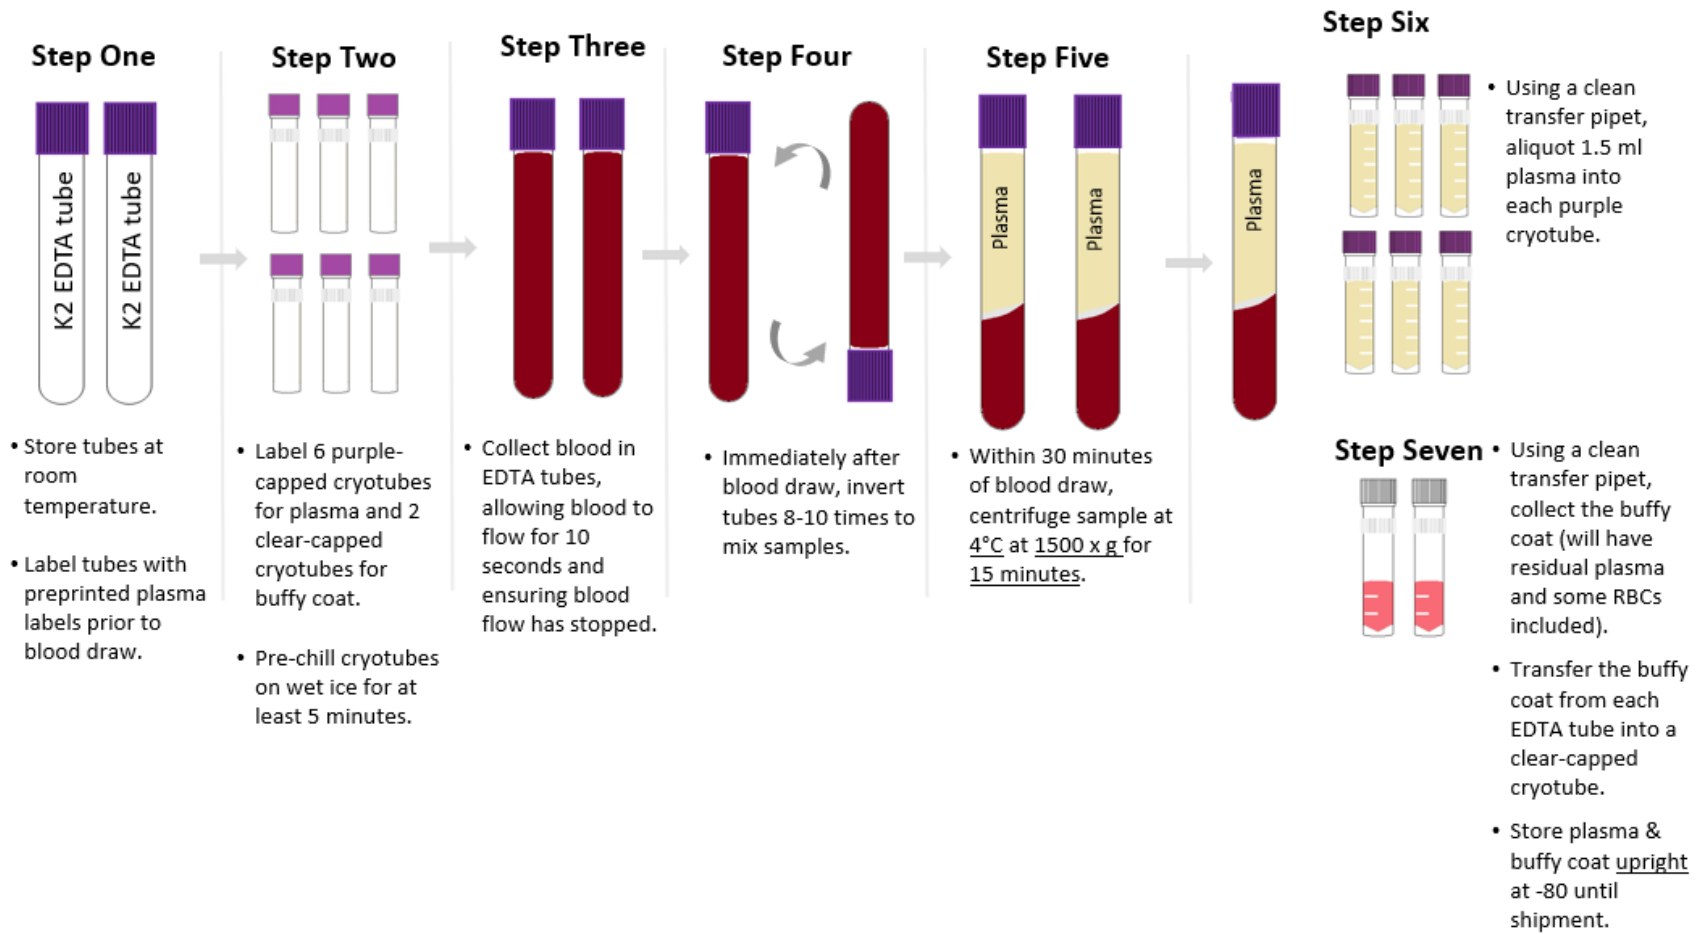 Step One
K2 EDTA tube
K2 EDTA tube
• Store tubes at
room
temperature.
• Label tubes with
preprinted plasma
labels prior to
blood draw.
Step Two
• Label 6 purple-
capped cryotubes
for plasma and 2
clear-capped
cryotubes for
buffy coat.
• Pre-chill cryotubes
on wet ice for at
least 5 minutes.
Step Three
• Collect blood in
EDTA tubes,
allowing blood to
flow for 10
seconds and
ensuring blood
flow has stopped.
Step Four
• Immediately after
blood draw, invert
tubes 8-10 times to
mix samples.
Step Five
Plasma
Plasma
• Within 30 minutes
of blood draw,
centrifuge sample at
4°C at 1500 x g for
15 minutes.
Plasma
Step Six
• Using a clean
transfer pipet,
aliquot 1.5 ml
plasma into
each purple
cryotube.
Step Seven
• Using a clean
transfer pipet,
collect the buffy
coat (will have
residual plasma
and some RBCs
included).
• Transfer the buffy
coat from each
EDTA tube into a
clear-capped
cryotube.
• Store plasma &
buffy coat upright
at -80 until
shipment.